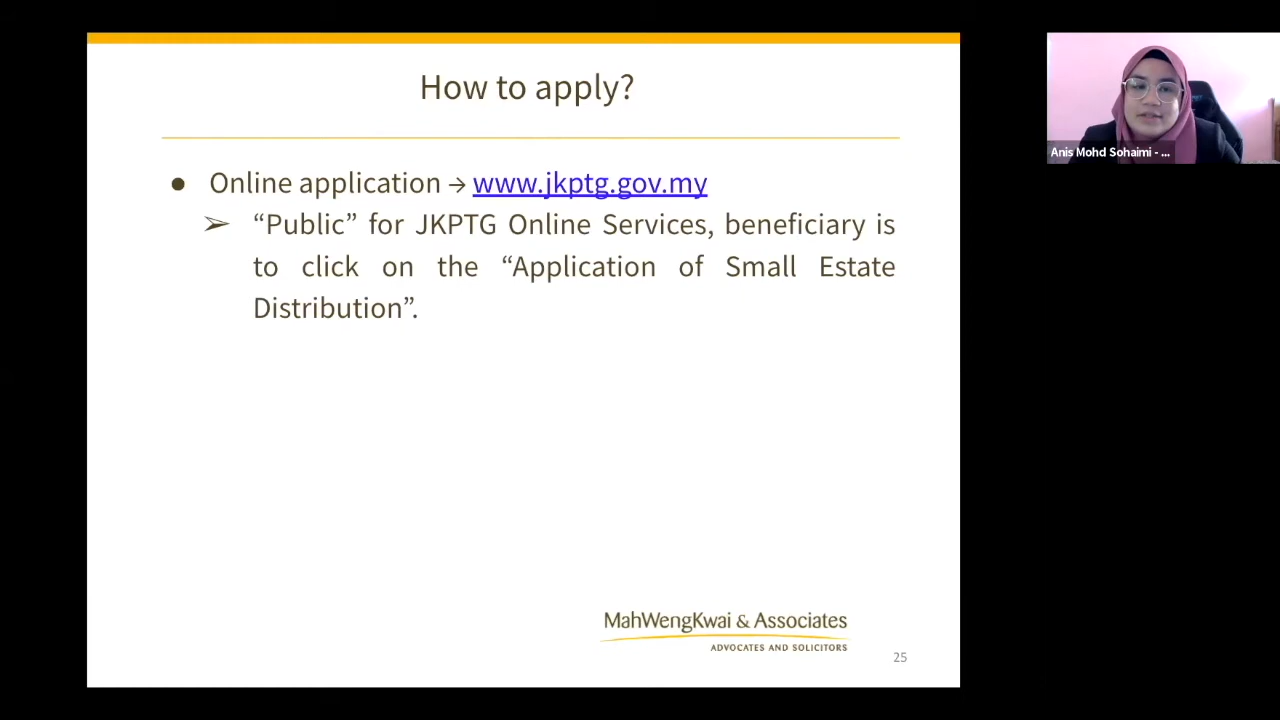 How to apply?
● Online application → www.jkptg.gov.my
➢ “Public” for JKPTG Online Services, beneficiary is
to click on the “Application of Small Estate
Distribution”.
MahWengKwai & Associates
ADVOCATES AND SOLICITORS
25
Anis Mohd Sohaimi - ...